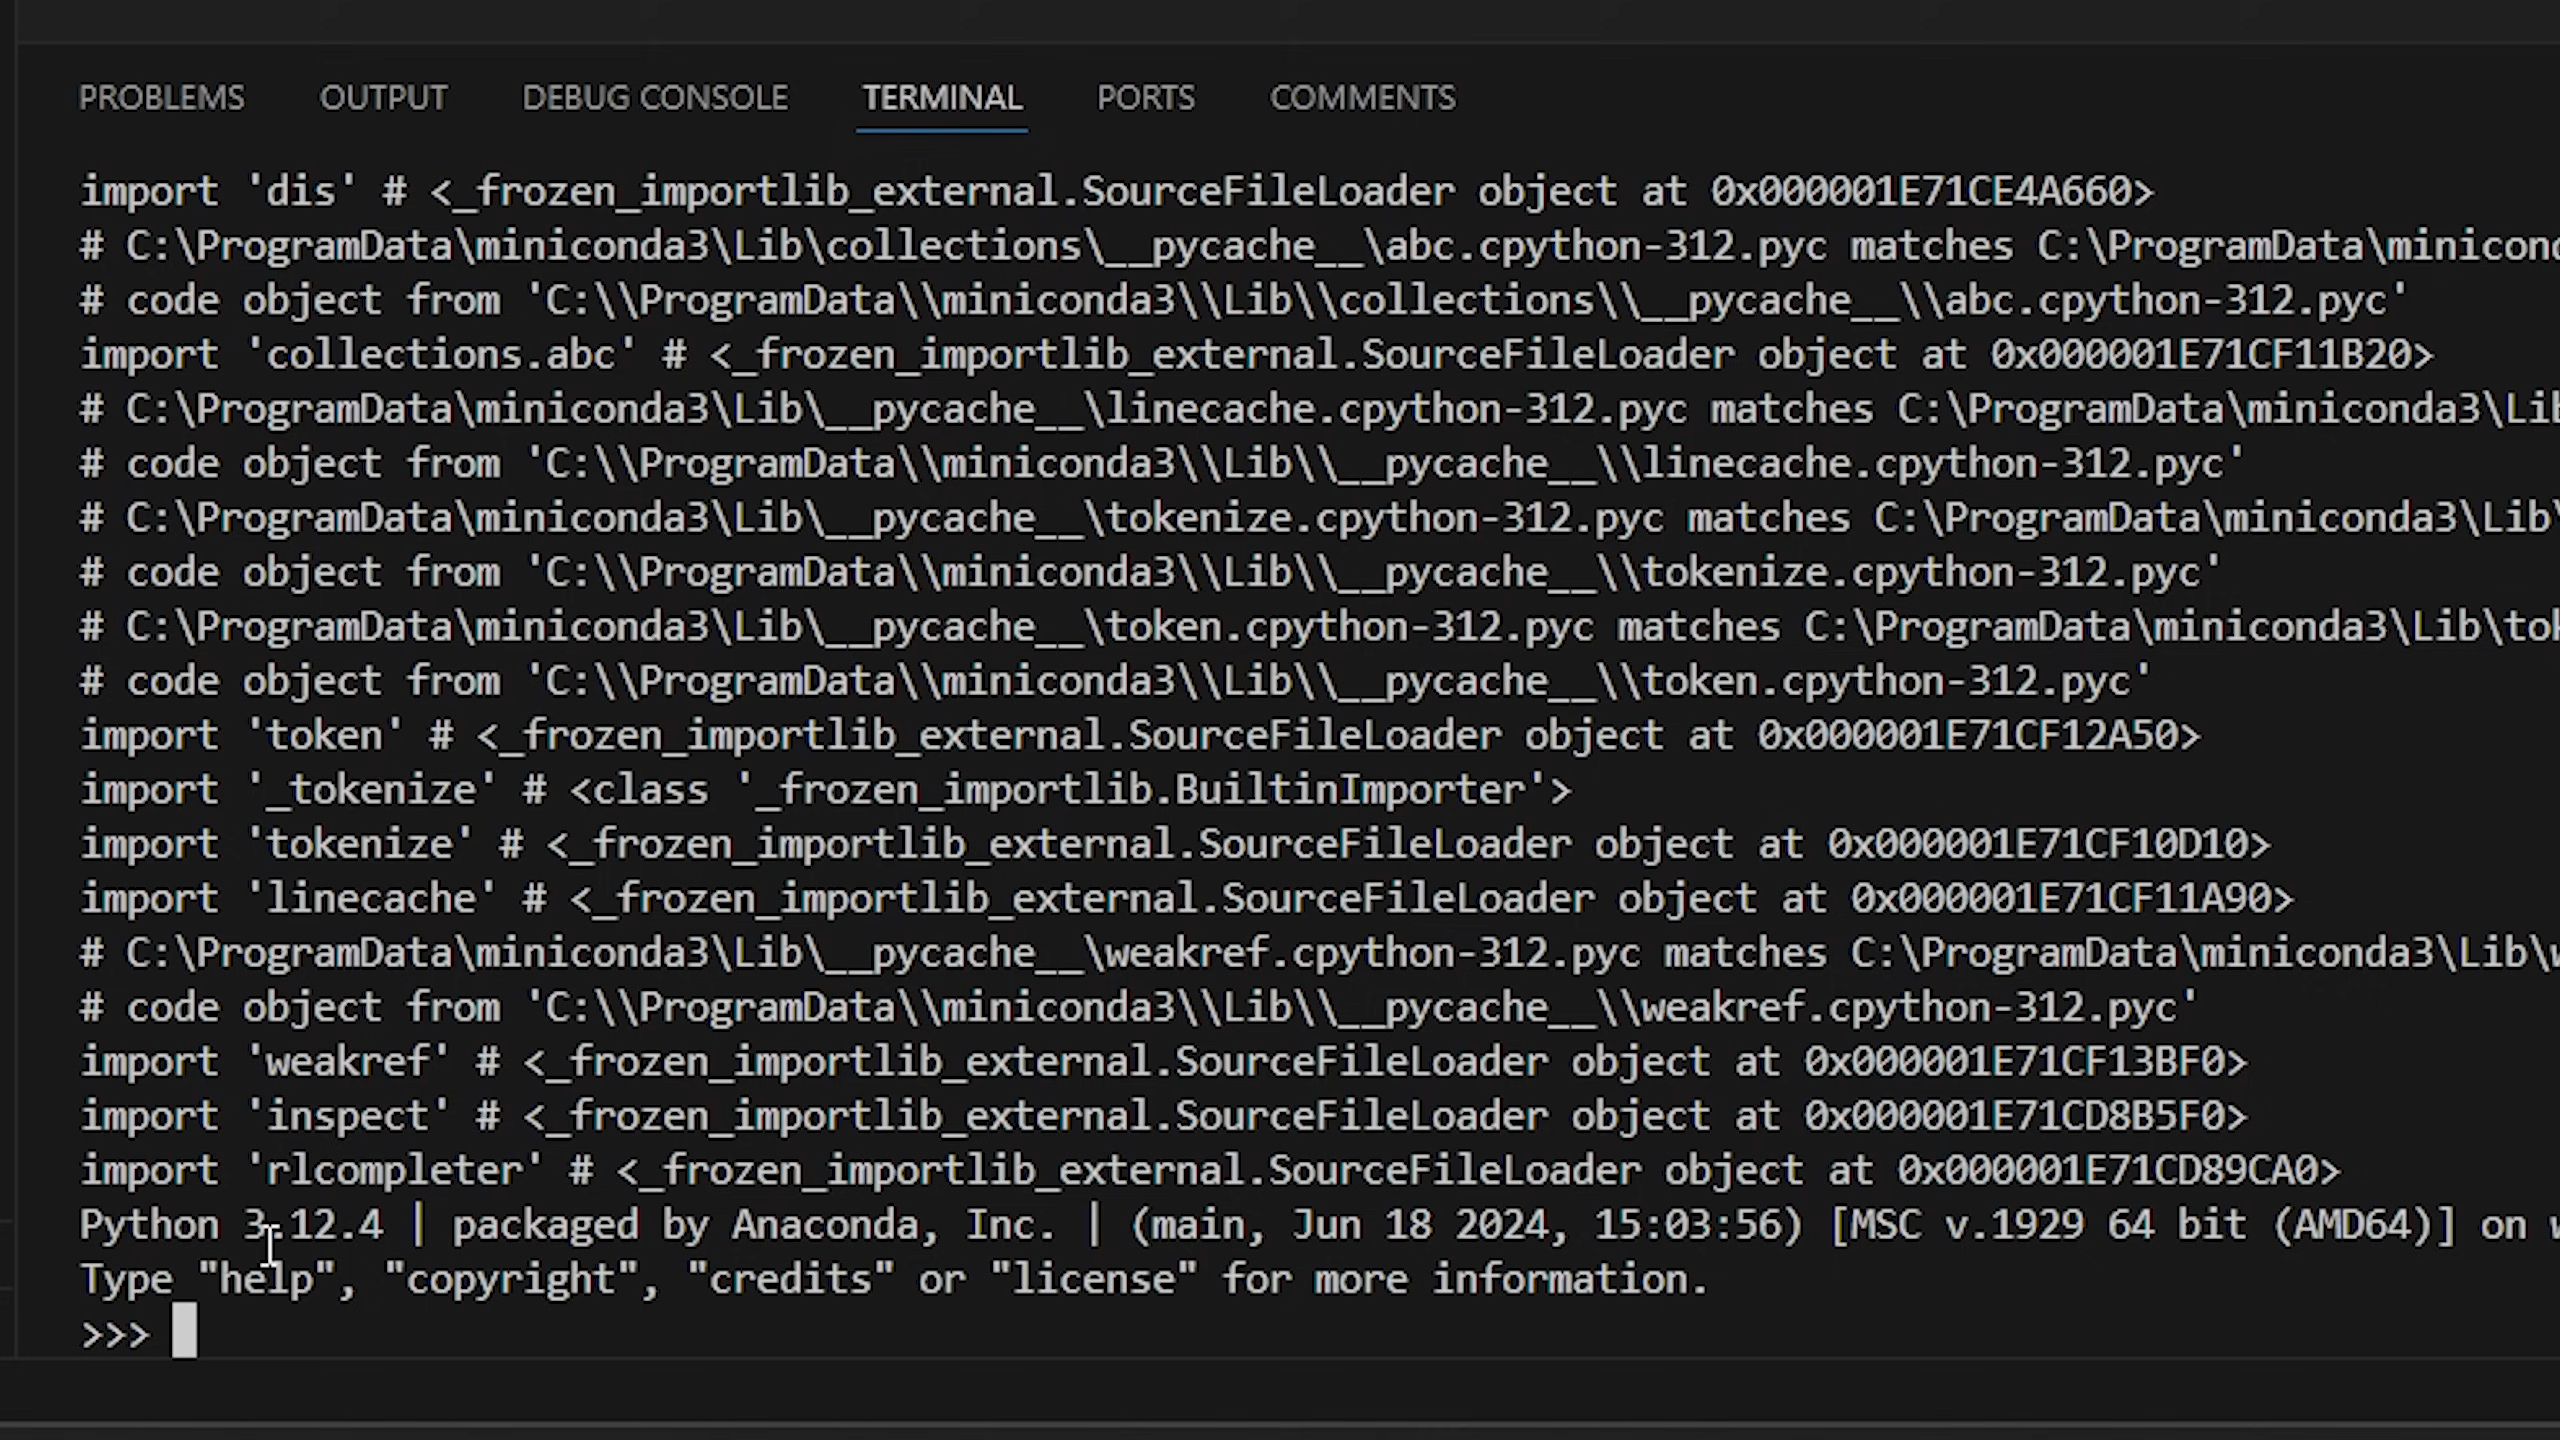 PROBLEMS OUTPUT DEBUG CONSOLE TERMINAL PORTS COMMENTS
import 'dis' # <_frozen_importlib_external.SourceFileLoader object at 0x000001E71CE4A660>
# C:\ProgramData\miniconda3\Lib\collections\__pycache__\abc.cpython-312.pyc matches C:\ProgramData\minicond
# code object from 'C:\\ProgramData\\miniconda3\\Lib\\collections\\__pycache__\\abc.cpython-312.pyc'
import 'collections.abc' # <_frozen_importlib_external.SourceFileLoader object at 0x000001E71CF11B20>
# C:\ProgramData\miniconda3\Lib\__pycache__\linecache.cpython-312.pyc matches C:\ProgramData\miniconda3\Lib
# code object from 'C:\\ProgramData\\miniconda3\\Lib\\__pycache__\\linecache.cpython-312.pyc'
# C:\ProgramData\miniconda3\Lib\__pycache__\tokenize.cpython-312.pyc matches C:\ProgramData\miniconda3\Lib\
# code object from 'C:\\ProgramData\\miniconda3\\Lib\\__pycache__\\tokenize.cpython-312.pyc'
# C:\ProgramData\miniconda3\Lib\__pycache__\token.cpython-312.pyc matches C:\ProgramData\miniconda3\Lib\tok
# code object from 'C:\\ProgramData\\miniconda3\\Lib\\__pycache__\\token.cpython-312.pyc'
import 'token' # <_frozen_importlib_external.SourceFileLoader object at 0x000001E71CF12A50>
import '_tokenize' # <class '_frozen_importlib.BuiltinImporter'>
import 'tokenize' # <_frozen_importlib_external.SourceFileLoader object at 0x000001E71CF10D10>
import 'linecache' # <_frozen_importlib_external.SourceFileLoader object at 0x000001E71CF11A90>
# C:\ProgramData\miniconda3\Lib\__pycache__\weakref.cpython-312.pyc matches C:\ProgramData\miniconda3\Lib\w
# code object from 'C:\\ProgramData\\miniconda3\\Lib\\__pycache__\\weakref.cpython-312.pyc'
import 'weakref' # <_frozen_importlib_external.SourceFileLoader object at 0x000001E71CF13BF0>
import 'inspect' # <_frozen_importlib_external.SourceFileLoader object at 0x000001E71CD8B5F0>
import 'rlcompleter' # <_frozen_importlib_external.SourceFileLoader object at 0x000001E71CD89CA0>
Python 3.12.4 | packaged by Anaconda, Inc. | (main, Jun 18 2024, 15:03:56) [MSC v.1929 64 bit (AMD64)] on w
Type "help", "copyright", "credits" or "license" for more information.
>>>